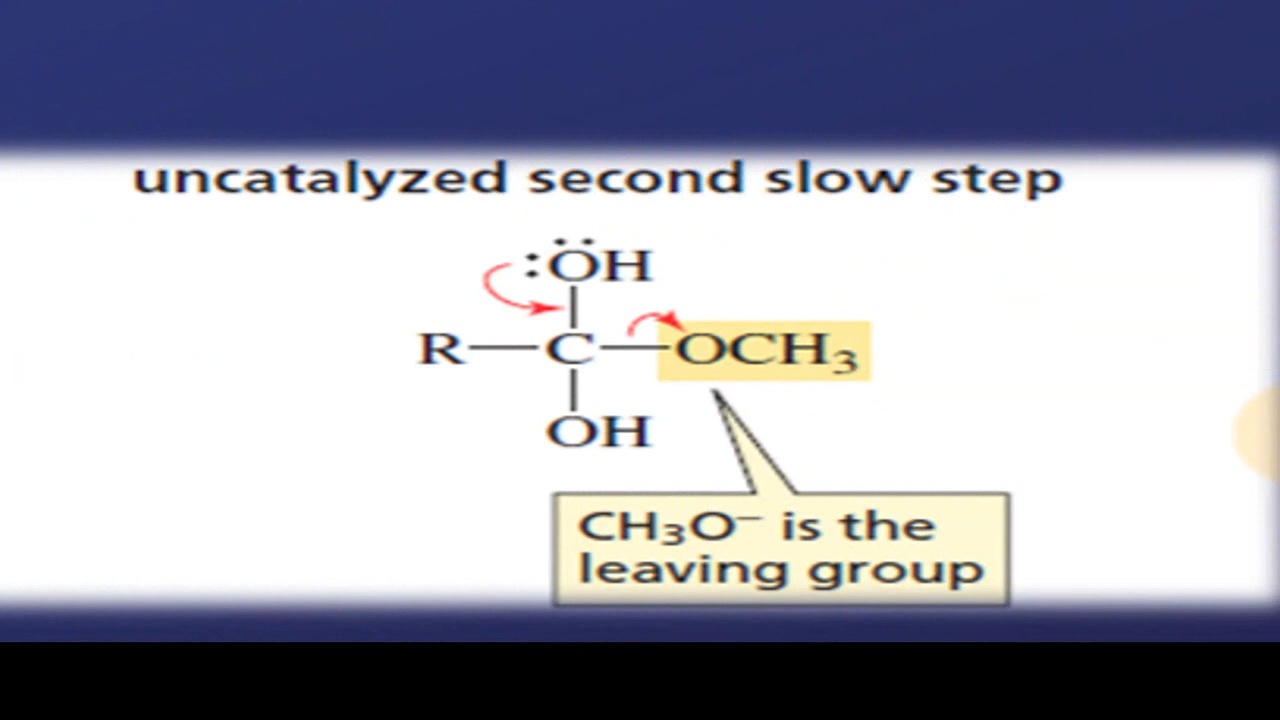 uncatalyzed second slow step
:ÖH
R—C—OCH₃
OH
CH₃O⁻ is the
leaving group